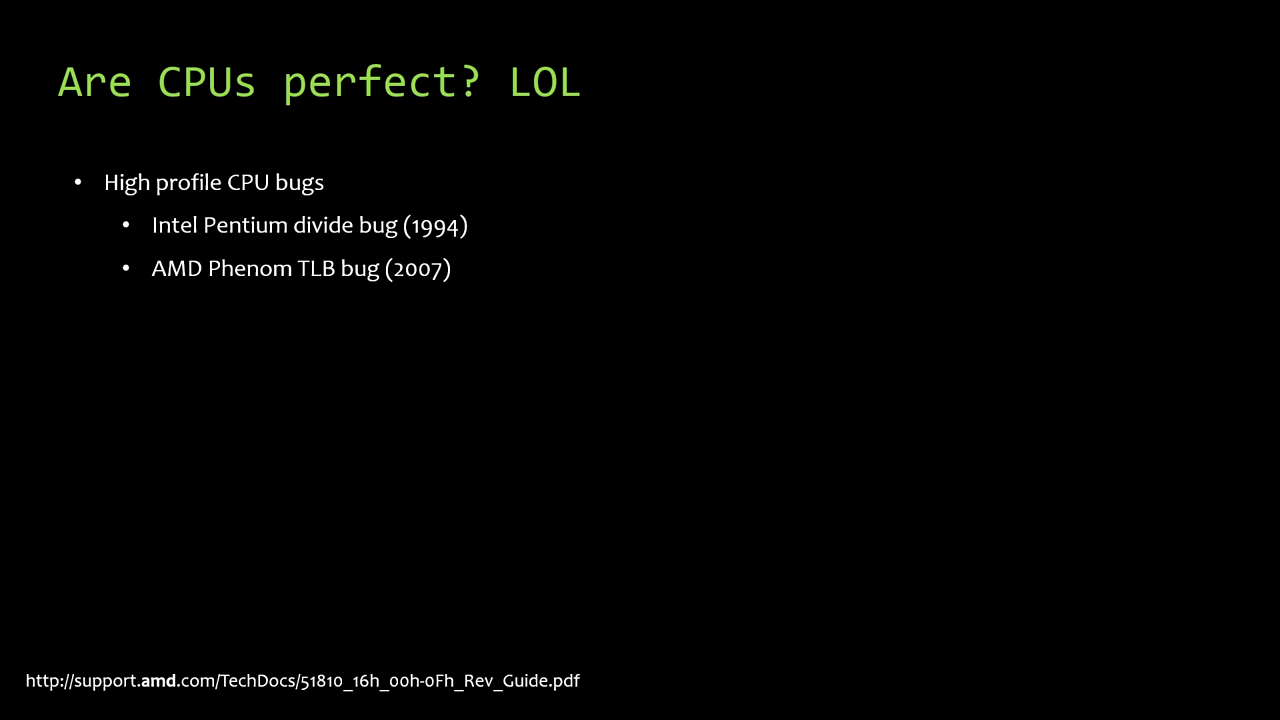 Are CPUs perfect? LOL
• High profile CPU bugs
• Intel Pentium divide bug (1994)
• AMD Phenom TLB bug (2007)
http://support.amd.com/TechDocs/51810_16h_00h-0Fh_Rev_Guide.pdf